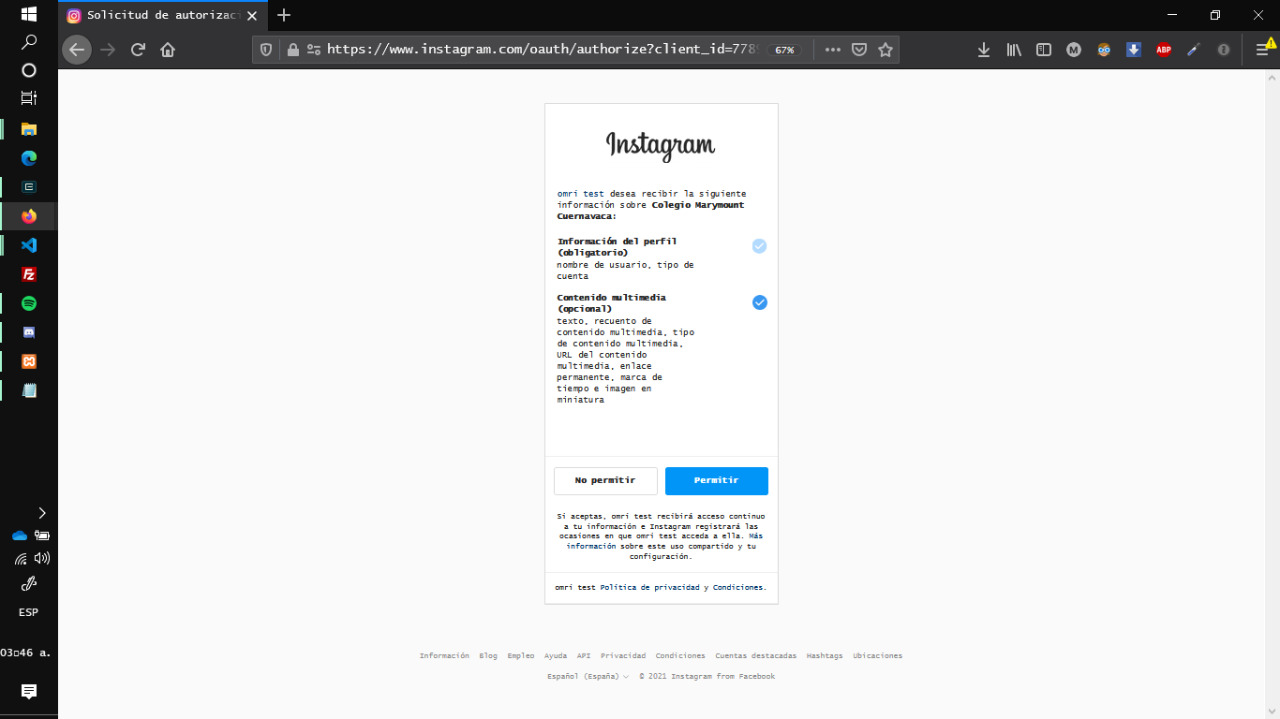 Solicitud de autorizac
https://www.instagram.com/oauth/authorize?client_id=778
67%
M
ABP
Instagram
omri test desea recibir la siguiente
información sobre Colegio Marymount
Cuernavaca:
Información del perfil
(obligatorio)
nombre de usuario, tipo de
cuenta
Contenido multimedia
(opcional)
texto, recuento de
contenido multimedia, tipo
de contenido multimedia,
URL del contenido
multimedia, enlace
permanente, marca de
tiempo e imagen en
miniatura
No permitir
Permitir
Si aceptas, omri test recibirá acceso continuo
a tu información e Instagram registrará las
ocasiones en que omri test acceda a ella. Más
información sobre este uso compartido y tu
configuración.
omri test Política de privacidad y Condiciones.
Información Blog Empleo Ayuda API Privacidad Condiciones Cuentas destacadas Hashtags Ubicaciones
Español (España) © 2021 Instagram from Facebook
ESP
03□46 a.